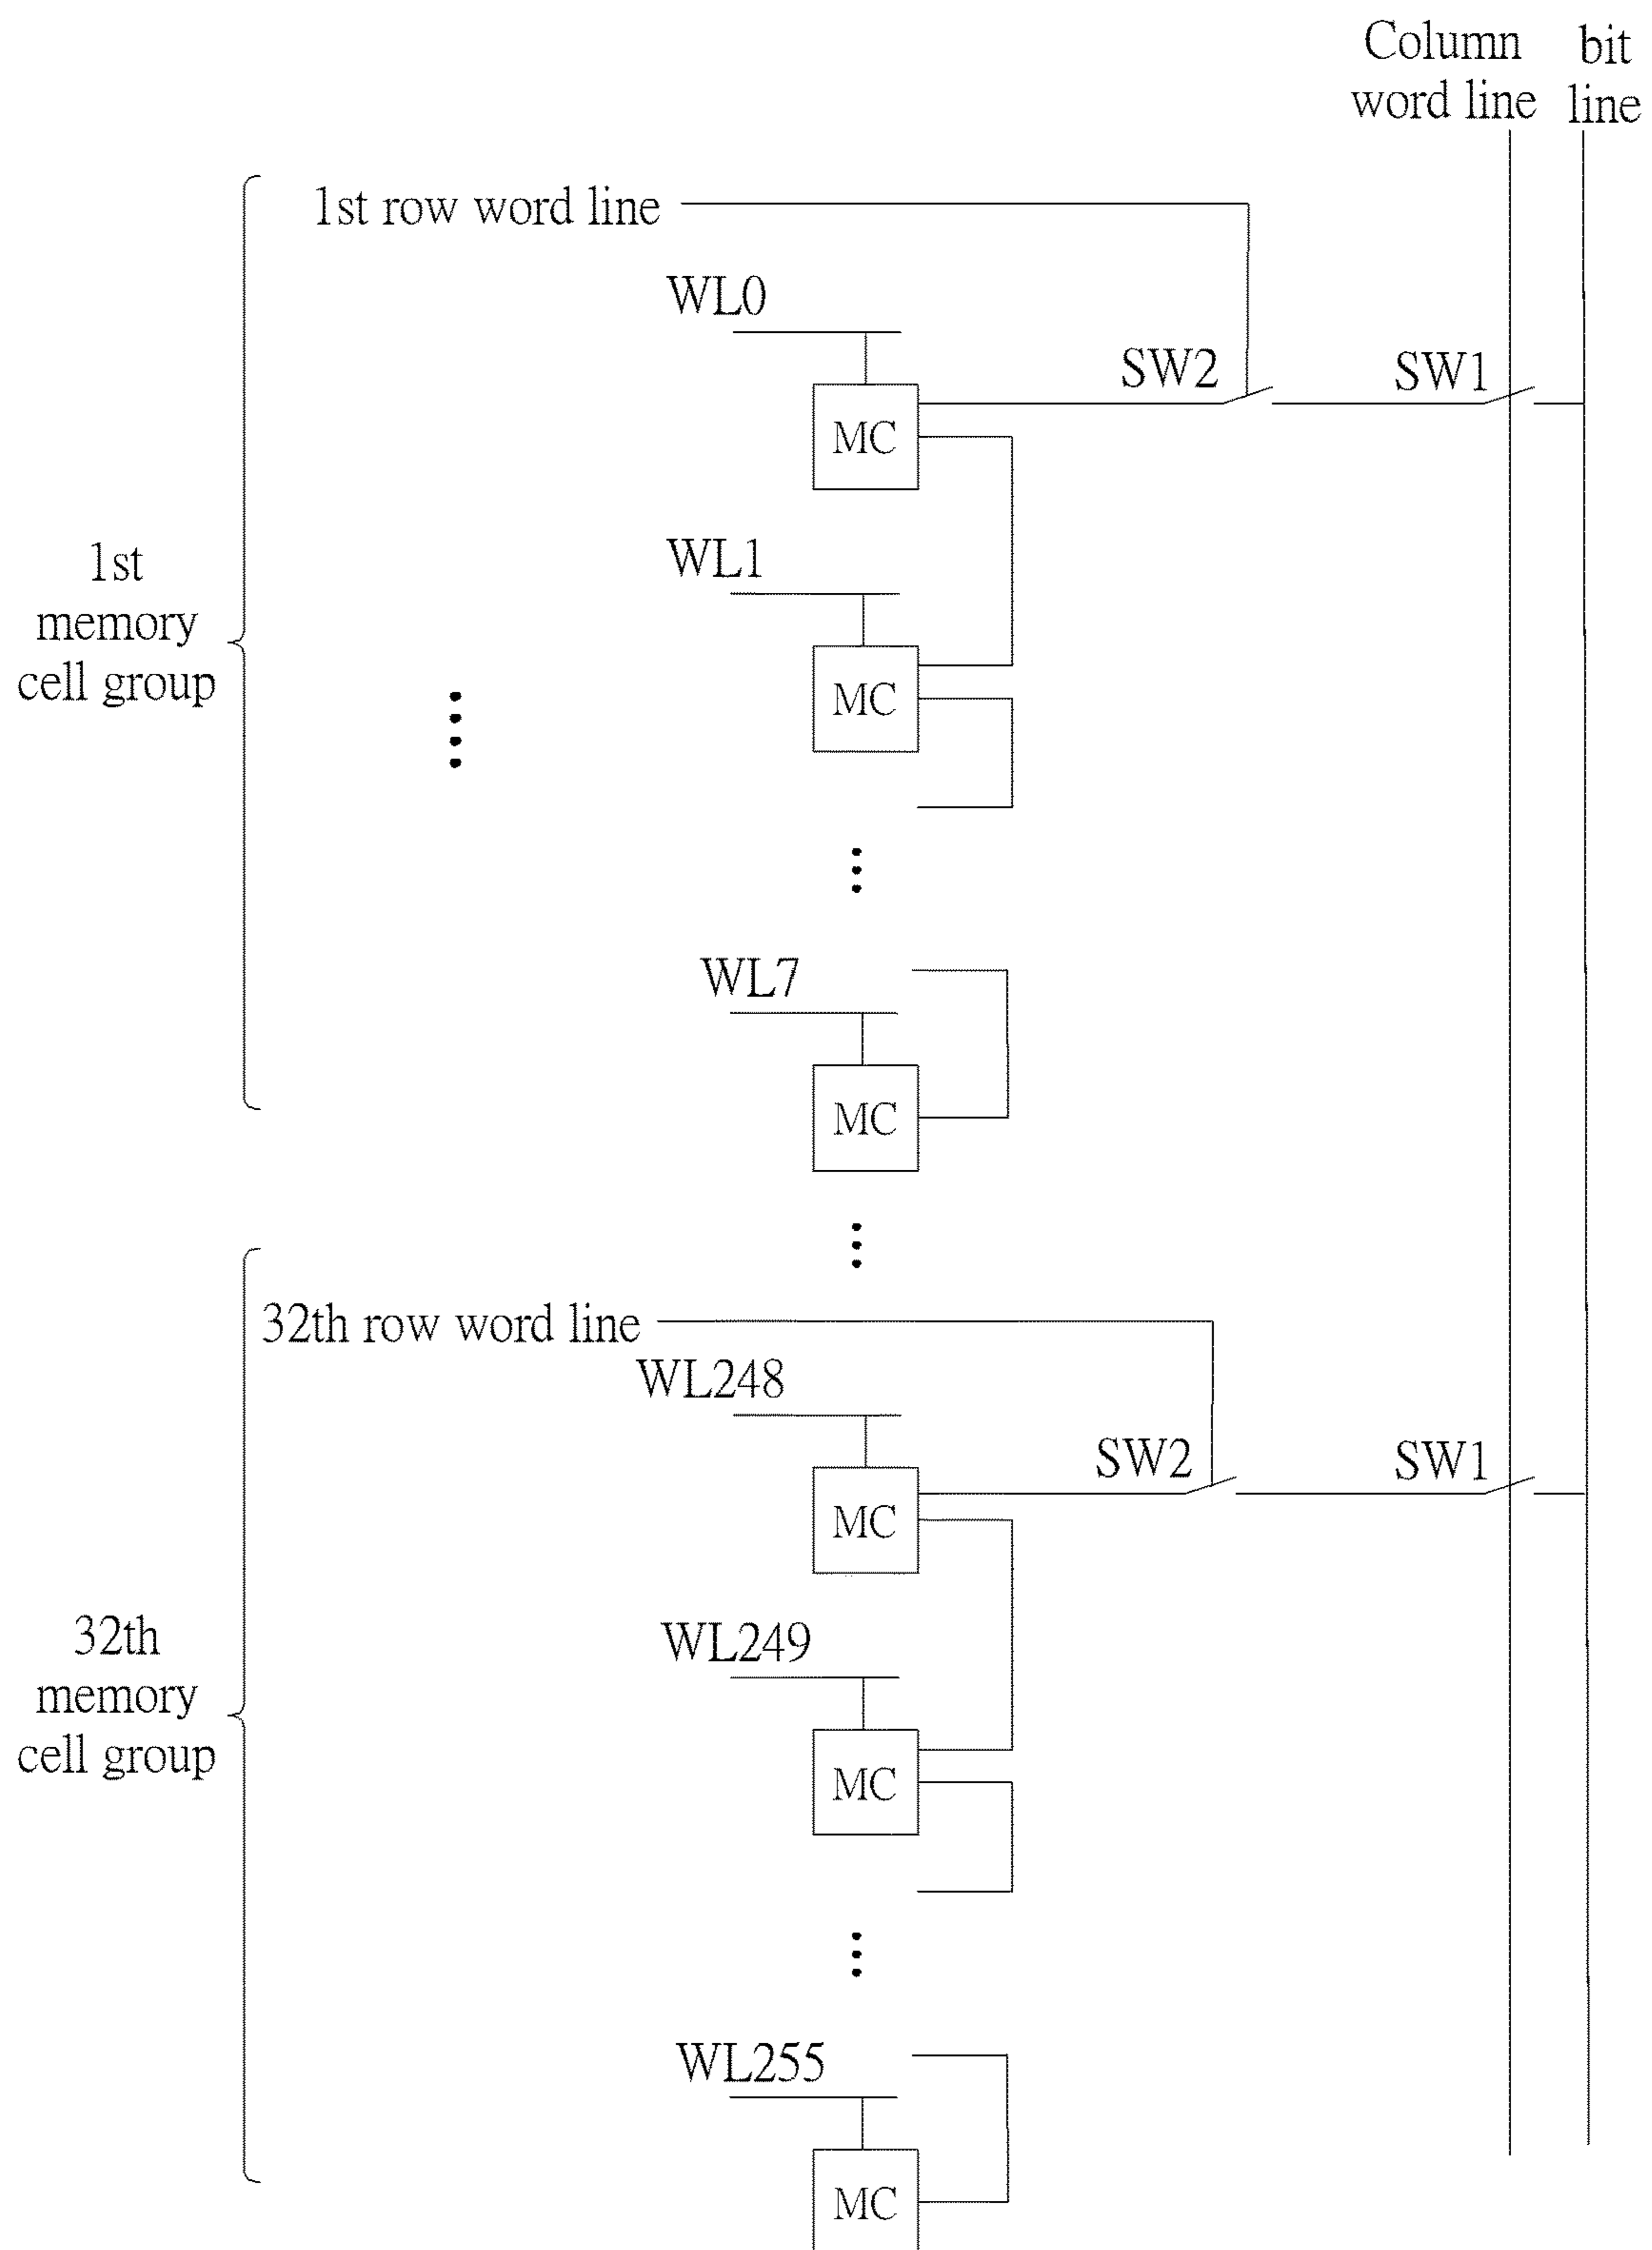 Column
word line
bit
line
1st row word line
WL0
SW2
SW1
MC
1st
memory
cell group
WL1
MC
WL7
MC
32th row word line
WL248
SW2
SW1
MC
32th
memory
cell group
WL249
MC
WL255
MC